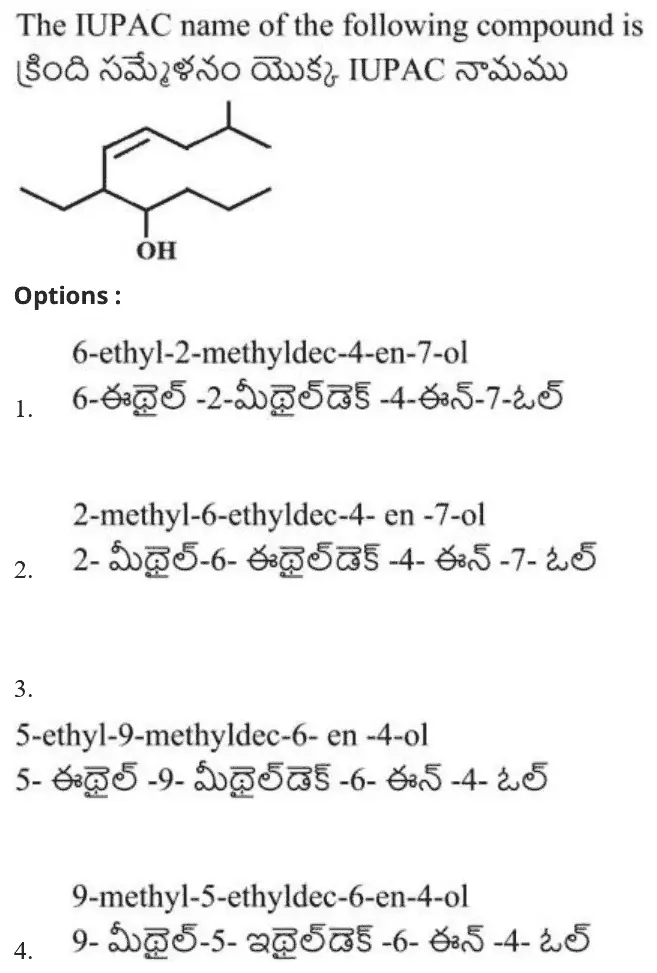 The IUPAC name of the following compound is
క్రింది సమ్మేళనం యొక్క IUPAC నామము
OH
Options :
6-ethyl-2-methyldec-4-en-7-ol
1. 6-ఈథైల్ -2-మీథైల్‌డెక్ -4-ఈన్-7-ఓల్
2-methyl-6-ethyldec-4- en -7-ol
2. 2- మీథైల్-6- ఈథైల్‌డెక్ -4- ఈన్ -7- ఓల్
3.
5-ethyl-9-methyldec-6- en -4-ol
5- ఈథైల్ -9- మీథైల్‌డెక్ -6- ఈన్ -4- ఓల్
9-methyl-5-ethyldec-6-en-4-ol
4. 9- మీథైల్-5- ఇథైల్‌డెక్ -6- ఈన్ -4- ఓల్